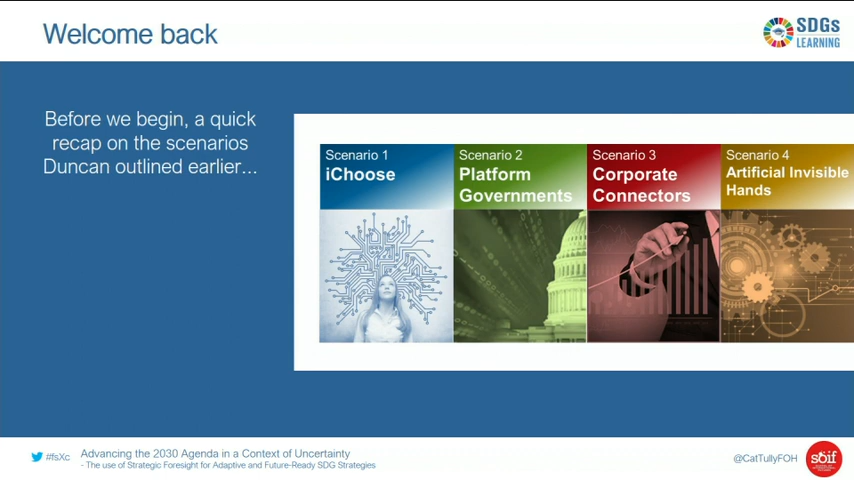 Welcome back
SDGs
LEARNING
Before we begin, a quick
recap on the scenarios
Duncan outlined earlier...
Scenario 1
iChoose
Scenario 2
Platform
Governments
Scenario 3
Corporate
Connectors
Scenario 4
Artificial Invisible
Hands
#fsXc
Advancing the 2030 Agenda in a Context of Uncertainty
- The use of Strategic Foresight for Adaptive and Future-Ready SDG Strategies
@CatTullyFOH
soif